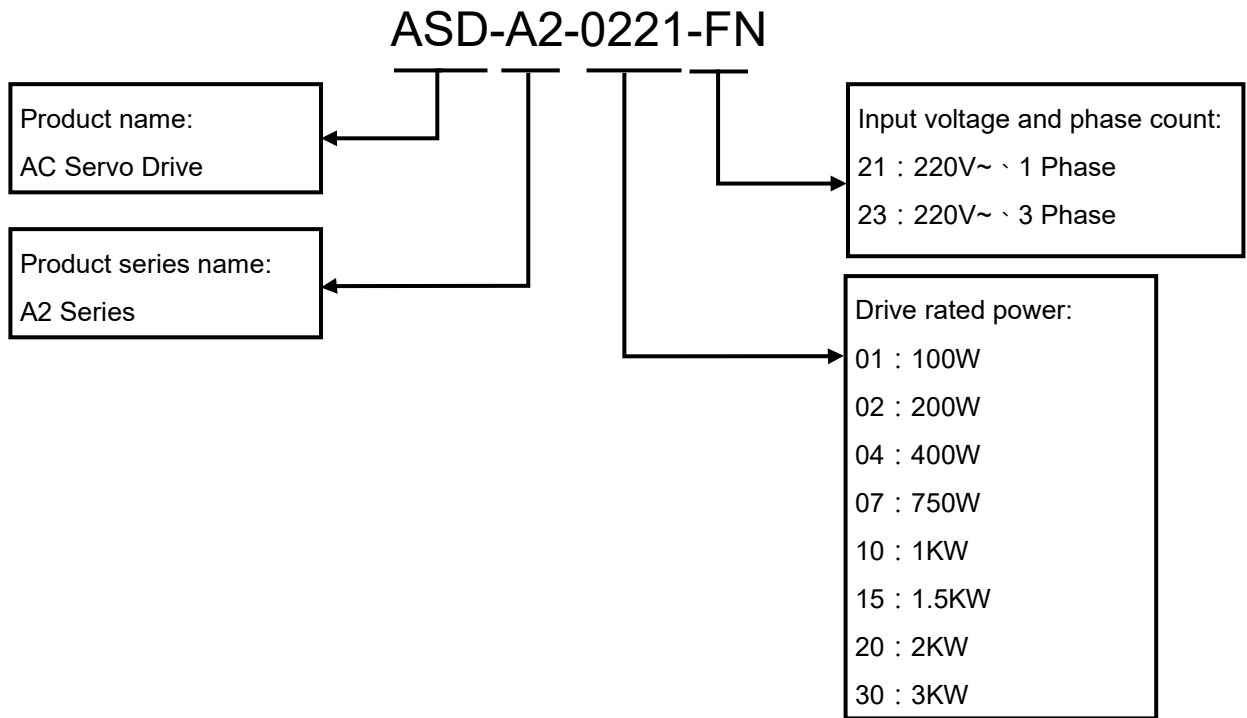 ASD-A2-0221-FN
Product name:
AC Servo Drive
Product series name:
A2 Series
Input voltage and phase count:
21：220V~、1 Phase
23：220V~、3 Phase
Drive rated power:
01：100W
02：200W
04：400W
07：750W
10：1KW
15：1.5KW
20：2KW
30：3KW